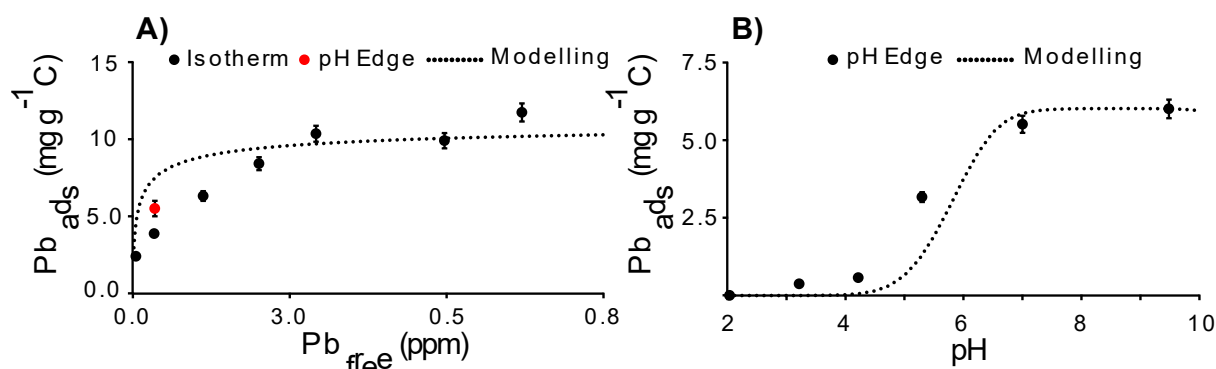 A)
Isotherm pH Edge Modelling
Pb ads (mg g-1 C)
15
10
5.0
0.0
0.0 3.0 0.5 0.8
Pb free (ppm)
B)
pH Edge Modelling
Pb ads (mg g-1 C)
7.5
5.0
2.5
2 4 6 8 10
pH